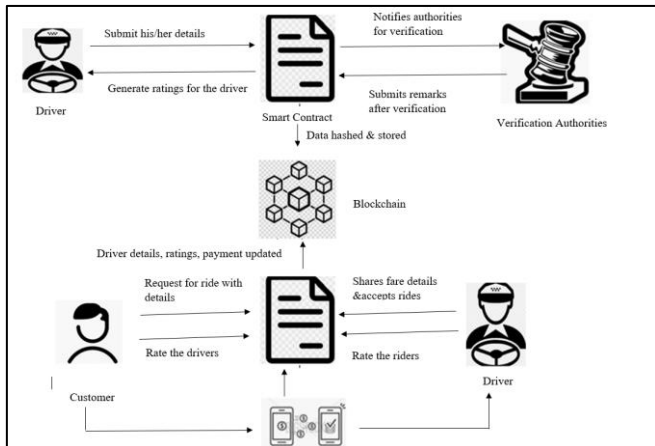 Submit his/her details
Notifies authorities
for verification
Generate ratings for the driver
Submits remarks
after verification
Driver
Smart Contract
Verification Authorities
Data hashed & stored
Blockchain
Driver details, ratings, payment updated
Request for ride with
details
Shares fare details
&accepts rides
Rate the drivers
Rate the riders
Customer
Driver